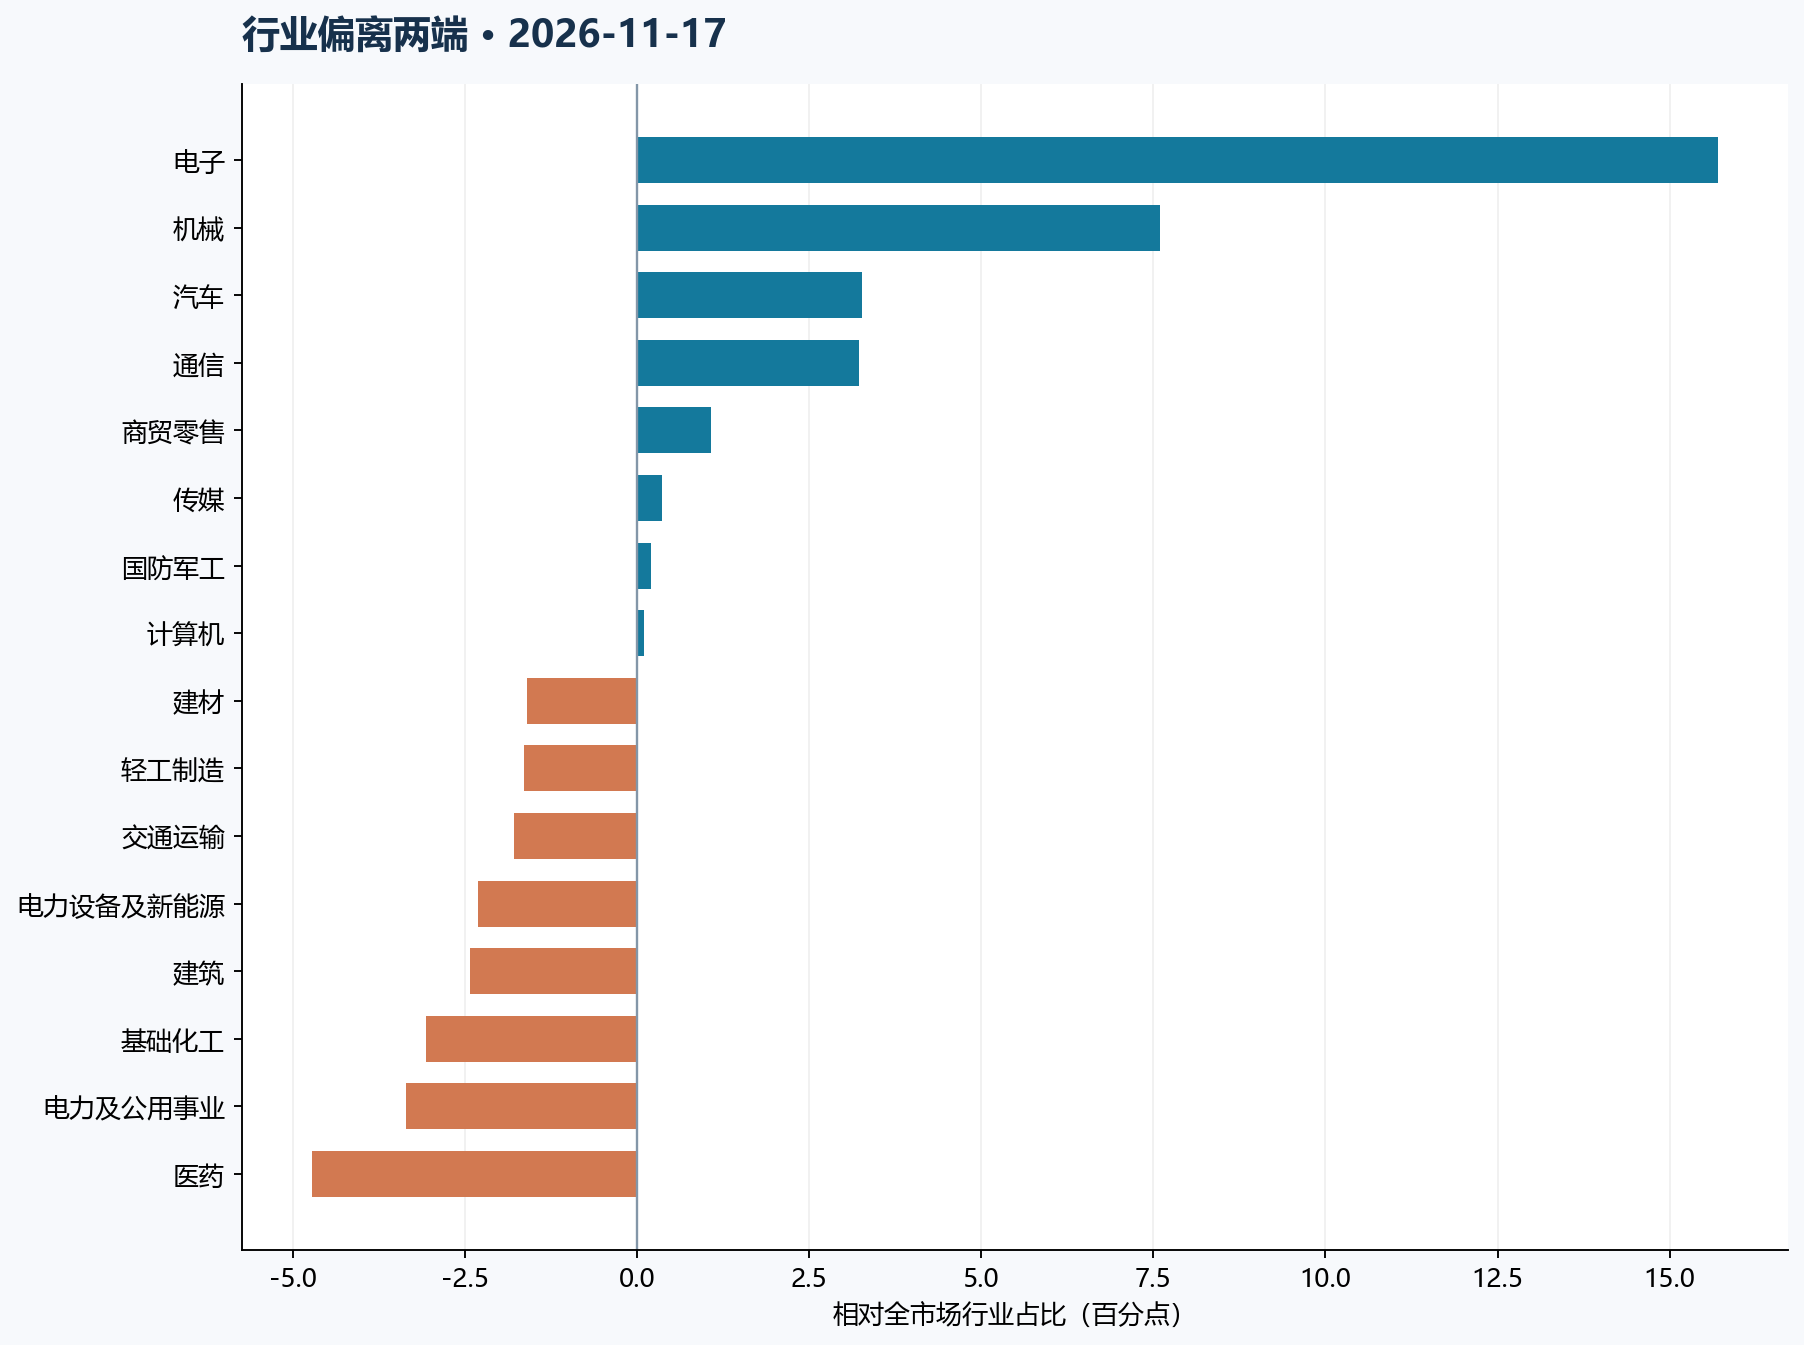 行业偏离两端 · 2026-11-17
电子
机械
汽车
通信
商贸零售
传媒
国防军工
计算机
建材
轻工制造
交通运输
电力设备及新能源
建筑
基础化工
电力及公用事业
医药
-5.0 -2.5 0.0 2.5 5.0 7.5 10.0 12.5 15.0
相对全市场行业占比（百分点）